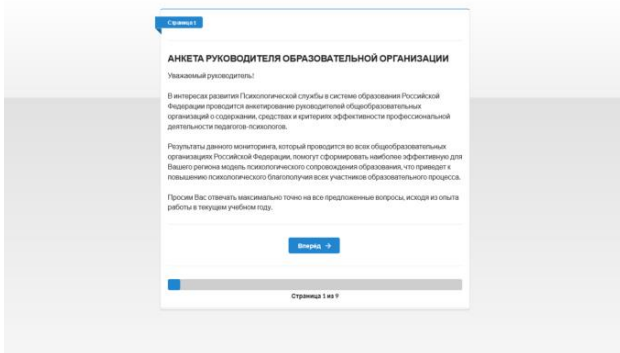 Страница 1
АНКЕТА РУКОВОДИТЕЛЯ ОБРАЗОВАТЕЛЬНОЙ ОРГАНИЗАЦИИ
Уважаемый руководитель!
В интересах развития Психологической службы в системе образования Российской
Федерации проводится анкетирование руководителей общеобразовательных
организаций о содержании, средствах и критериях эффективности профессиональной
деятельности педагогов-психологов.
Результаты данного мониторинга, который проводится во всех общеобразовательных
организациях Российской Федерации, помогут сформировать наиболее эффективную для
Вашего региона модель психологического сопровождения образования, что приведет к
повышению психологического благополучия всех участников образовательного процесса.
Просим Вас отвечать максимально точно на все предложенные вопросы, исходя из опыта
работы в текущем учебном году.
Вперёд →
Страница 1 из 9